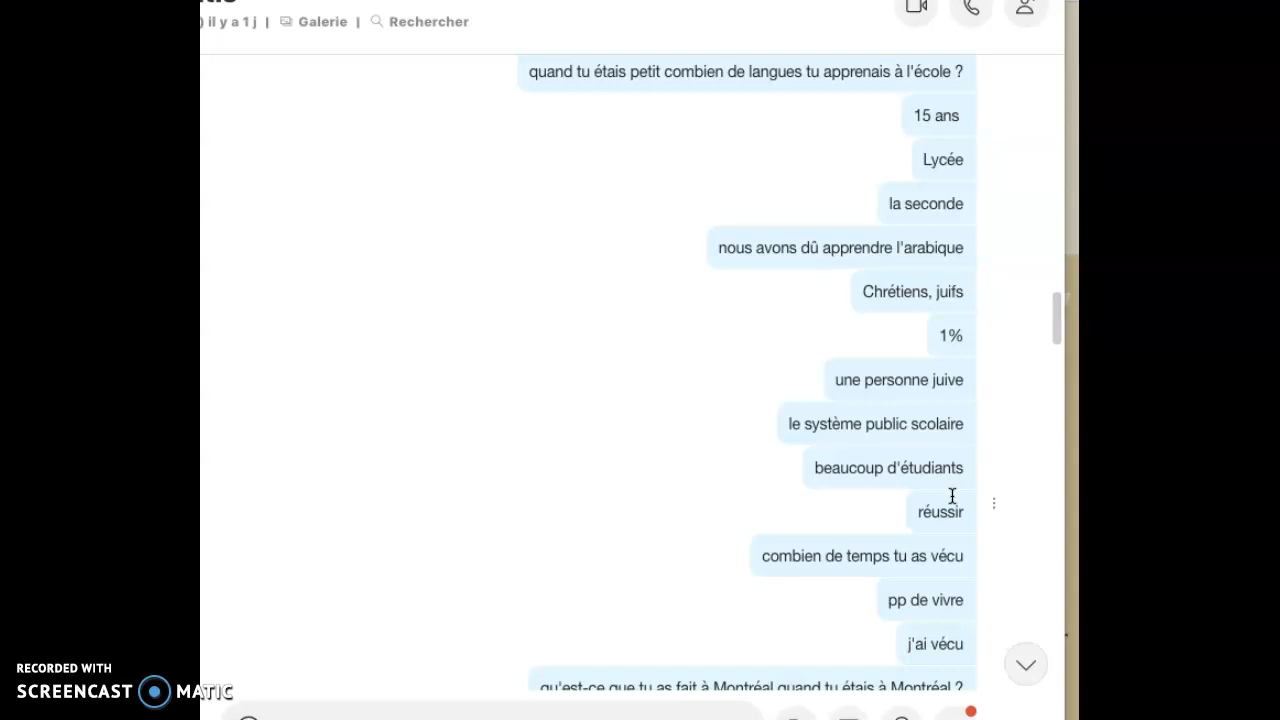 il y a 1 j | Galerie | Rechercher
quand tu étais petit combien de langues tu apprenais à l'école ?
15 ans
Lycée
la seconde
nous avons dû apprendre l'arabique
Chrétiens, juifs
1%
une personne juive
le système public scolaire
beaucoup d'étudiants
réussir
combien de temps tu as vécu
pp de vivre
j'ai vécu
qu'est-ce que tu as fait à Montréal quand tu étais à Montréal ?
RECORDED WITH
SCREENCAST MATIC